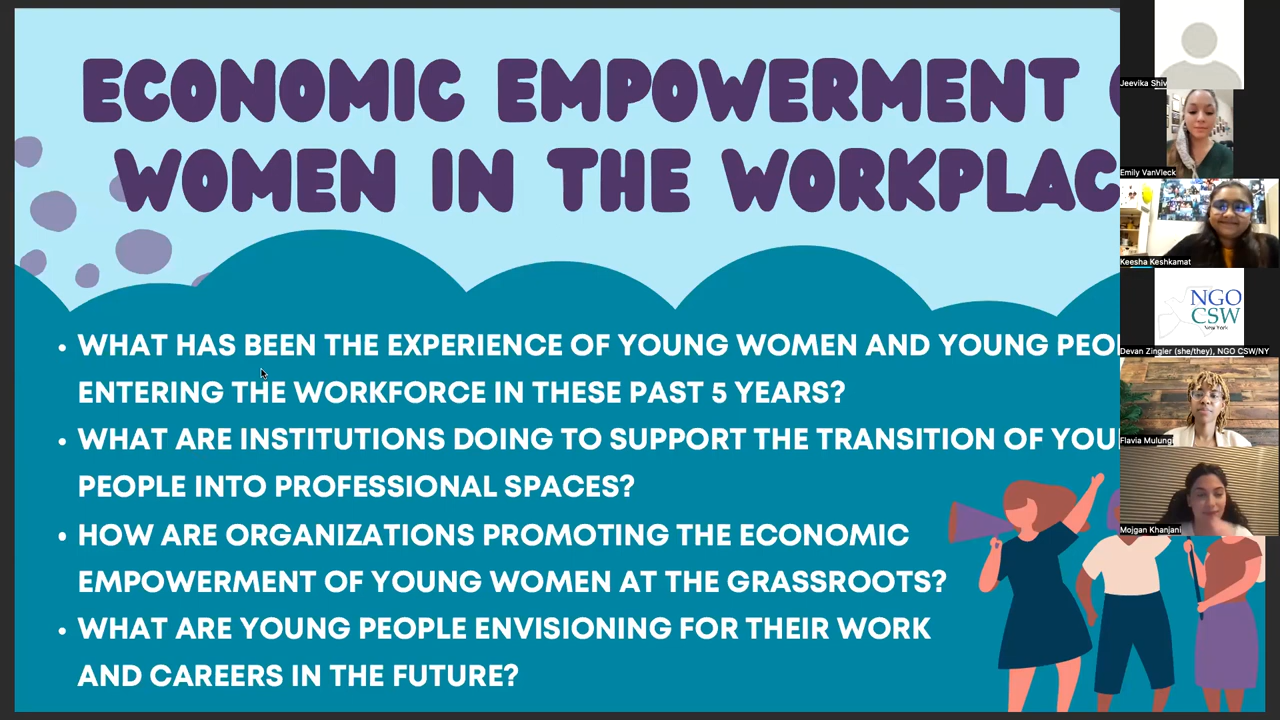 ECONOMIC EMPOWERMENT
WOMEN IN THE WORKPLAC
• WHAT HAS BEEN THE EXPERIENCE OF YOUNG WOMEN AND YOUNG PEO
ENTERING THE WORKFORCE IN THESE PAST 5 YEARS?
• WHAT ARE INSTITUTIONS DOING TO SUPPORT THE TRANSITION OF YOU
PEOPLE INTO PROFESSIONAL SPACES?
• HOW ARE ORGANIZATIONS PROMOTING THE ECONOMIC
EMPOWERMENT OF YOUNG WOMEN AT THE GRASSROOTS?
• WHAT ARE YOUNG PEOPLE ENVISIONING FOR THEIR WORK
AND CAREERS IN THE FUTURE?
Jeevika Shiv
Emily VanVleck
Keesha Keshkamat
NGO
CSW
New York
Devan Zingler (she/they), NGO CSW/NY
Flavia Mulungi
Mojgan Khanjani